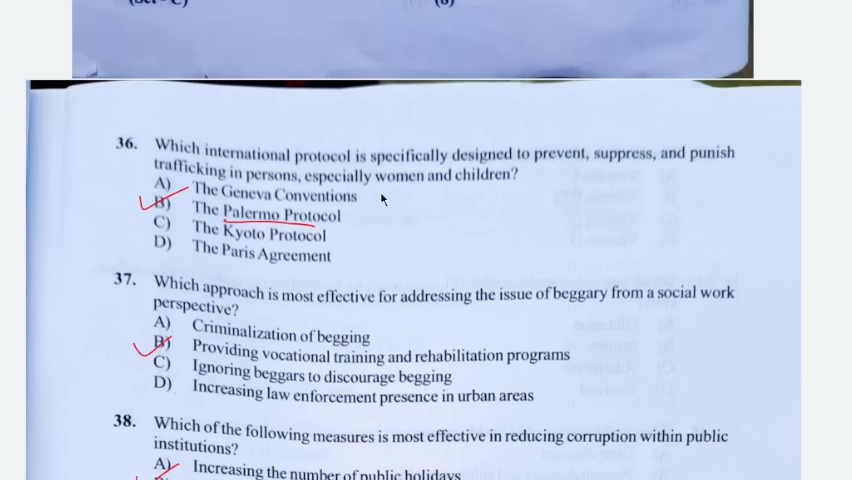 36. Which international protocol is specifically designed to prevent, suppress, and punish
trafficking in persons, especially women and children?
A) The Geneva Conventions
B) The Palermo Protocol
C) The Kyoto Protocol
D) The Paris Agreement
37. Which approach is most effective for addressing the issue of beggary from a social work
perspective?
A) Criminalization of begging
B) Providing vocational training and rehabilitation programs
C) Ignoring beggars to discourage begging
D) Increasing law enforcement presence in urban areas
38. Which of the following measures is most effective in reducing corruption within public
institutions?
A) Increasing the number of public holidays